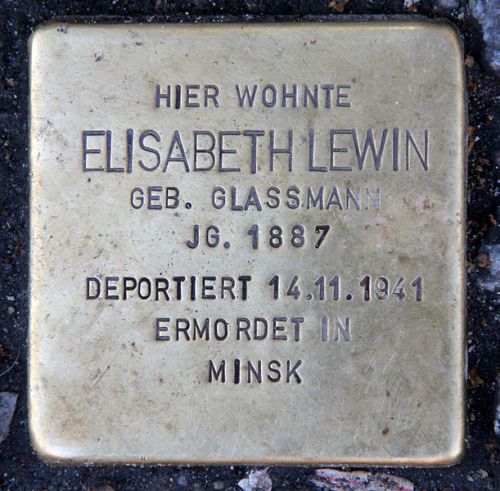 HIER WOHNTE
ELISABETH LEWIN
GEB. GLASSMANN
JG. 1887
DEPORTIERT 14.11.1941
ERMORDET IN
MINSK